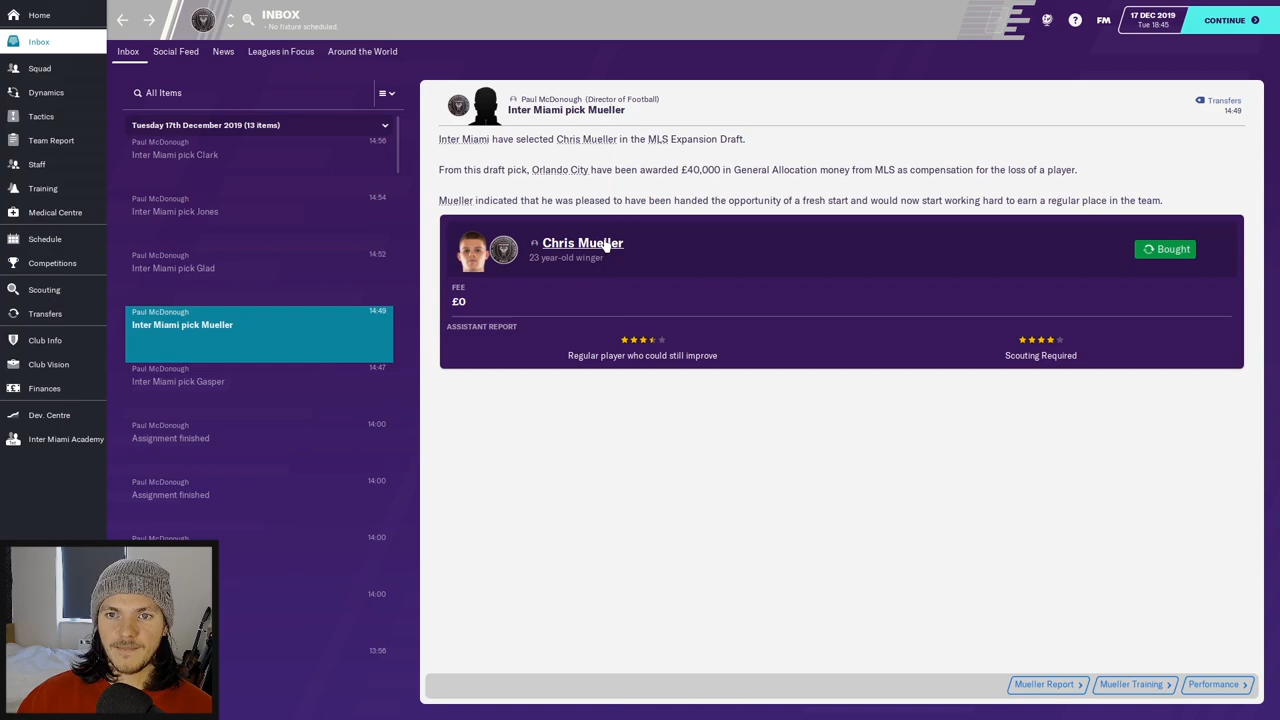 Home
Inbox
Squad
Dynamics
Tactics
Team Report
Staff
Training
Medical Centre
Schedule
Competitions
Scouting
Transfers
Club Info
Club Vision
Finances
Dev. Centre
Inter Miami Academy
INBOX
- No fixture scheduled.
FM
17 DEC 2019
Tue 18:45
CONTINUE
Inbox Social Feed News Leagues in Focus Around the World
All Items
Tuesday 17th December 2019 (13 items)
Paul McDonough 14:56
Inter Miami pick Clark
Paul McDonough 14:54
Inter Miami pick Jones
Paul McDonough 14:52
Inter Miami pick Glad
Paul McDonough 14:49
Inter Miami pick Mueller
Paul McDonough 14:47
Inter Miami pick Gasper
Paul McDonough 14:00
Assignment finished
Paul McDonough 14:00
Assignment finished
Paul McDonough 14:00
14:00
13:56
Paul McDonough (Director of Football)
Inter Miami pick Mueller
Transfers
14:49
Inter Miami have selected Chris Mueller in the MLS Expansion Draft.
From this draft pick, Orlando City have been awarded £40,000 in General Allocation money from MLS as compensation for the loss of a player.
Mueller indicated that he was pleased to have been handed the opportunity of a fresh start and would now start working hard to earn a regular place in the team.
Chris Mueller
23 year-old winger
Bought
FEE
£0
ASSISTANT REPORT
Regular player who could still improve
Scouting Required
Mueller Report
Mueller Training
Performance